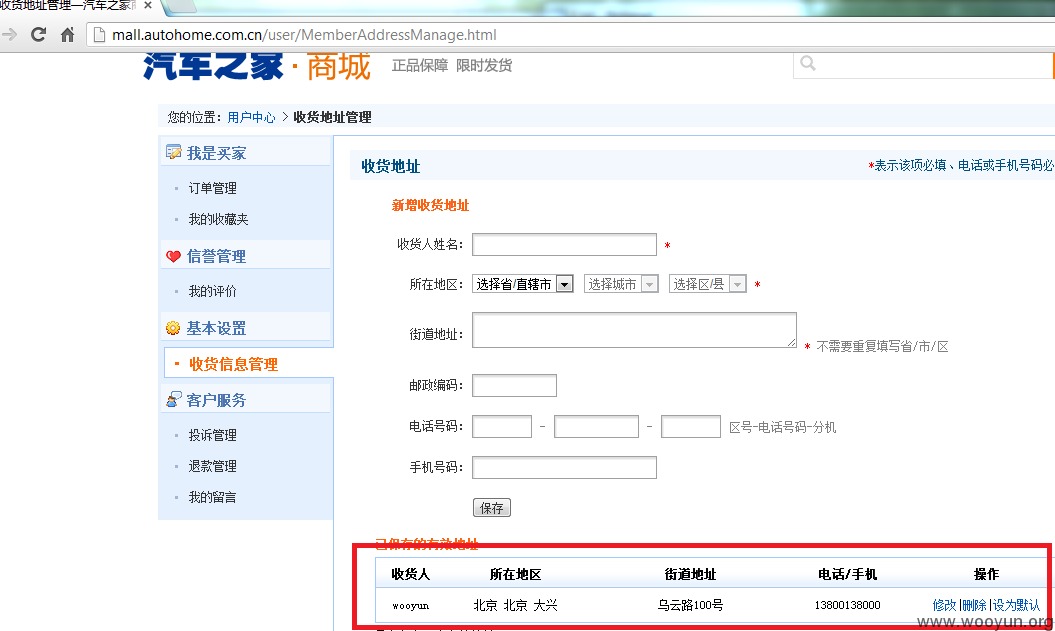 收货地址管理—汽车之家
mall.autohome.com.cn/user/MemberAddressManage.html
汽车之家·商城 正品保障 限时发货
您的位置：用户中心 > 收货地址管理
我是买家
订单管理
我的收藏夹
信誉管理
我的评价
基本设置
收货信息管理
客户服务
投诉管理
退款管理
我的留言
收货地址 *表示该项必填、电话或手机号码必
新增收货地址
收货人姓名： *
所在地区： 选择省/直辖市 选择城市 选择区/县 *
街道地址： * 不需要重复填写省/市/区
邮政编码：
电话号码： - - 区号-电话号码-分机
手机号码：
保存
已保存的有效地址
收货人 所在地区 街道地址 电话/手机 操作
wooyun 北京 北京 大兴 乌云路100号 13800138000 修改|删除|设为默认
www.wooyun.org